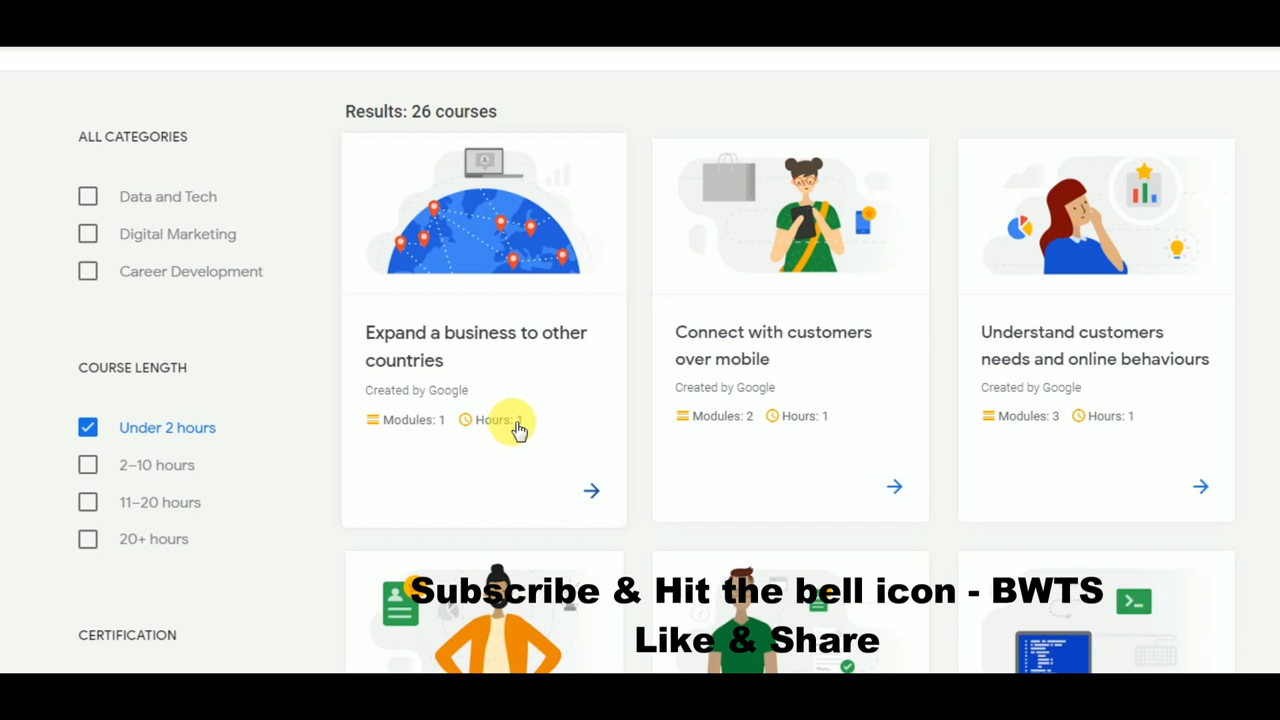 Results: 26 courses
ALL CATEGORIES
Data and Tech
Digital Marketing
Career Development
COURSE LENGTH
Under 2 hours
2–10 hours
11–20 hours
20+ hours
CERTIFICATION
Expand a business to other
countries
Created by Google
Modules: 1 Hours: 1
Connect with customers
over mobile
Created by Google
Modules: 2 Hours: 1
Understand customers
needs and online behaviours
Created by Google
Modules: 3 Hours: 1
Subscribe & Hit the bell icon - BWTS
Like & Share